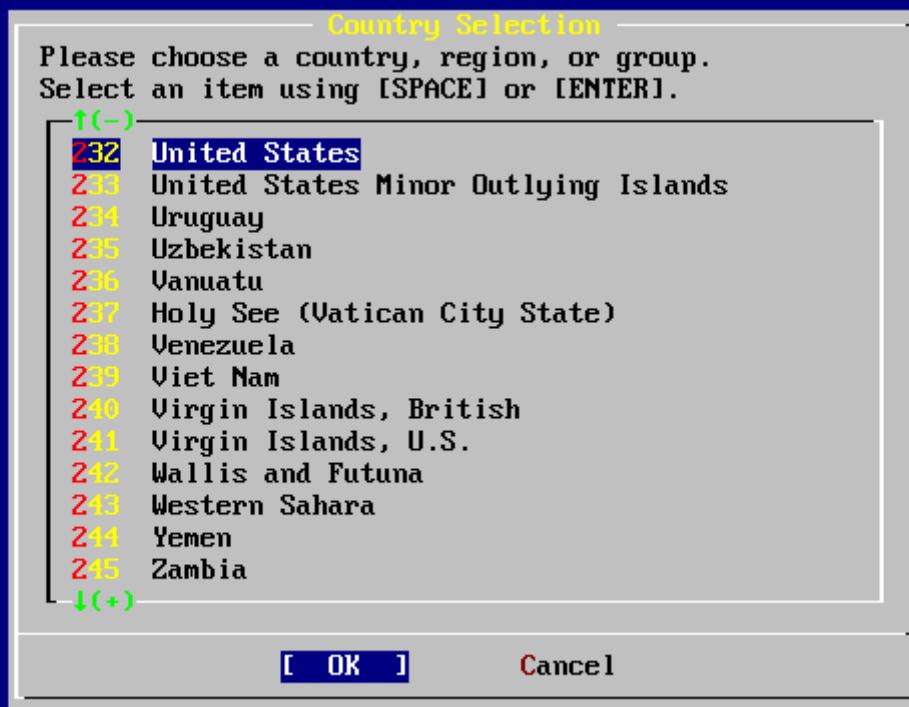 Country Selection
Please choose a country, region, or group.
Select an item using [SPACE] or [ENTER].
↑(-)
232 United States
233 United States Minor Outlying Islands
234 Uruguay
235 Uzbekistan
236 Vanuatu
237 Holy See (Vatican City State)
238 Venezuela
239 Viet Nam
240 Virgin Islands, British
241 Virgin Islands, U.S.
242 Wallis and Futuna
243 Western Sahara
244 Yemen
245 Zambia
↓(+)
[ OK ] Cancel